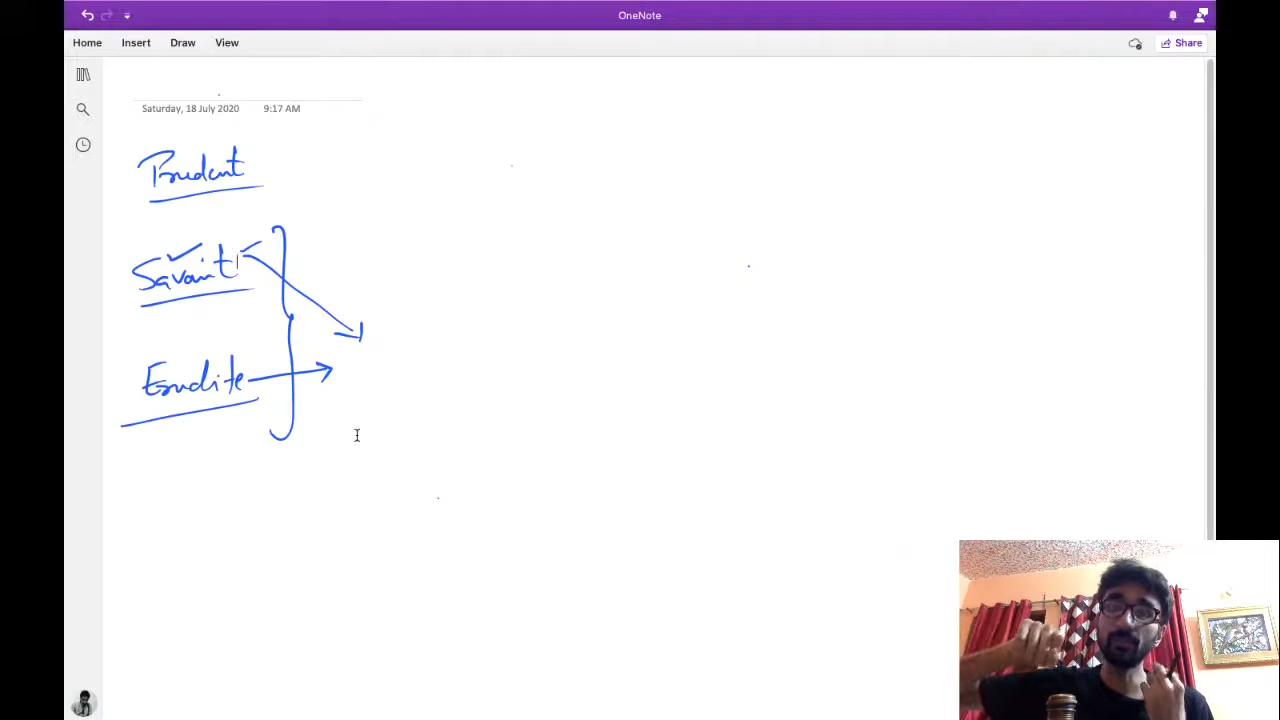 OneNote
Home Insert Draw View Share
Saturday, 18 July 2020 9:17 AM
Prudent
Savant
Erudite